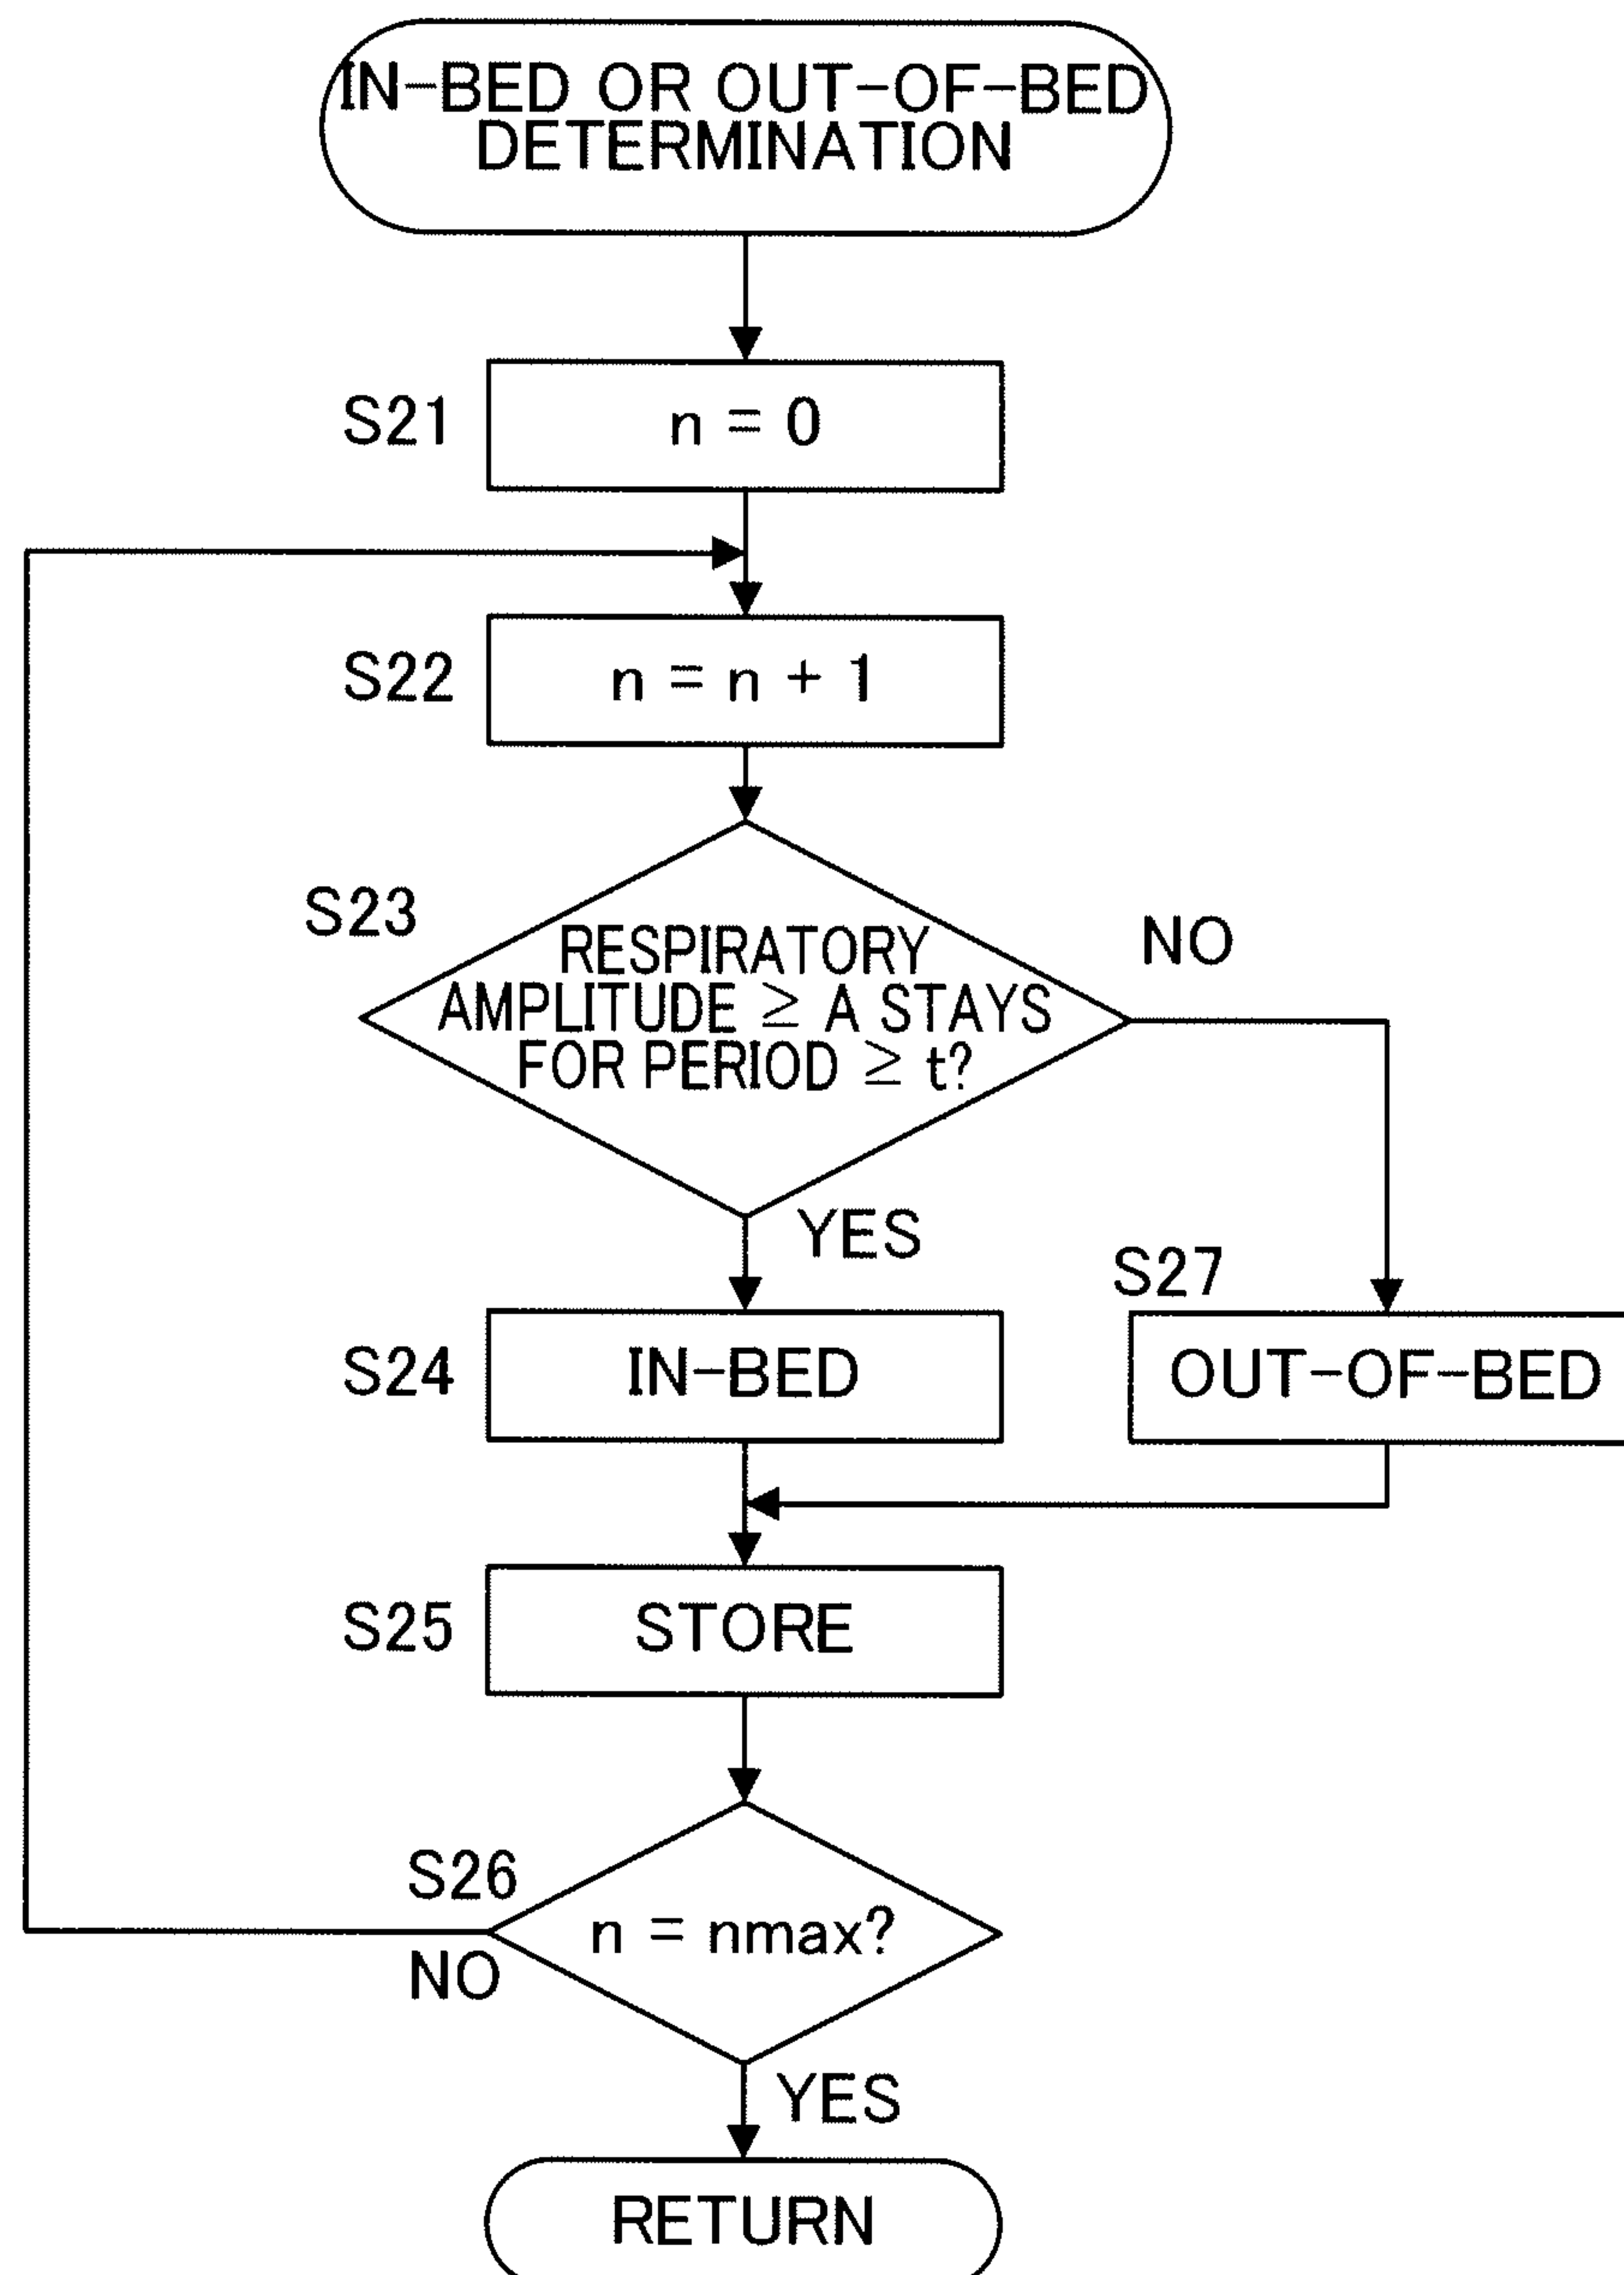 IN-BED OR OUT-OF-BED
DETERMINATION
S21
n = 0
S22
n = n + 1
S23
RESPIRATORY
AMPLITUDE ≥ A STAYS
FOR PERIOD ≥ t?
NO
YES
S24
IN-BED
S27
OUT-OF-BED
S25
STORE
S26
n = nmax?
NO
YES
RETURN